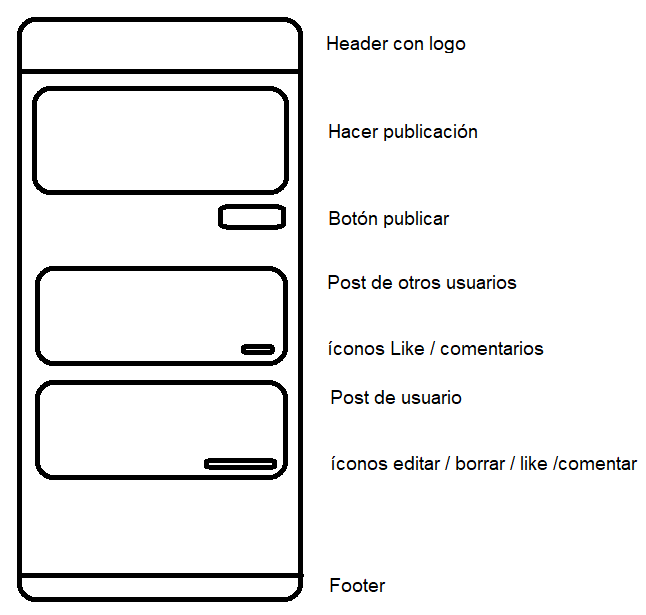 Header con logo
Hacer publicación
Botón publicar
Post de otros usuarios
íconos Like / comentarios
Post de usuario
íconos editar / borrar / like /comentar
Footer